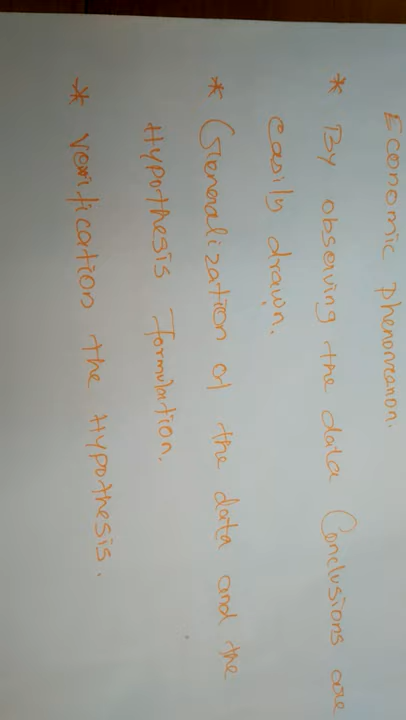 Economic phenomeanon.
* By observing the data Conclusions are
easily drawn.
* Generalization of the data and the
Hypothesis Formulation.
* Verification the Hypothesis.